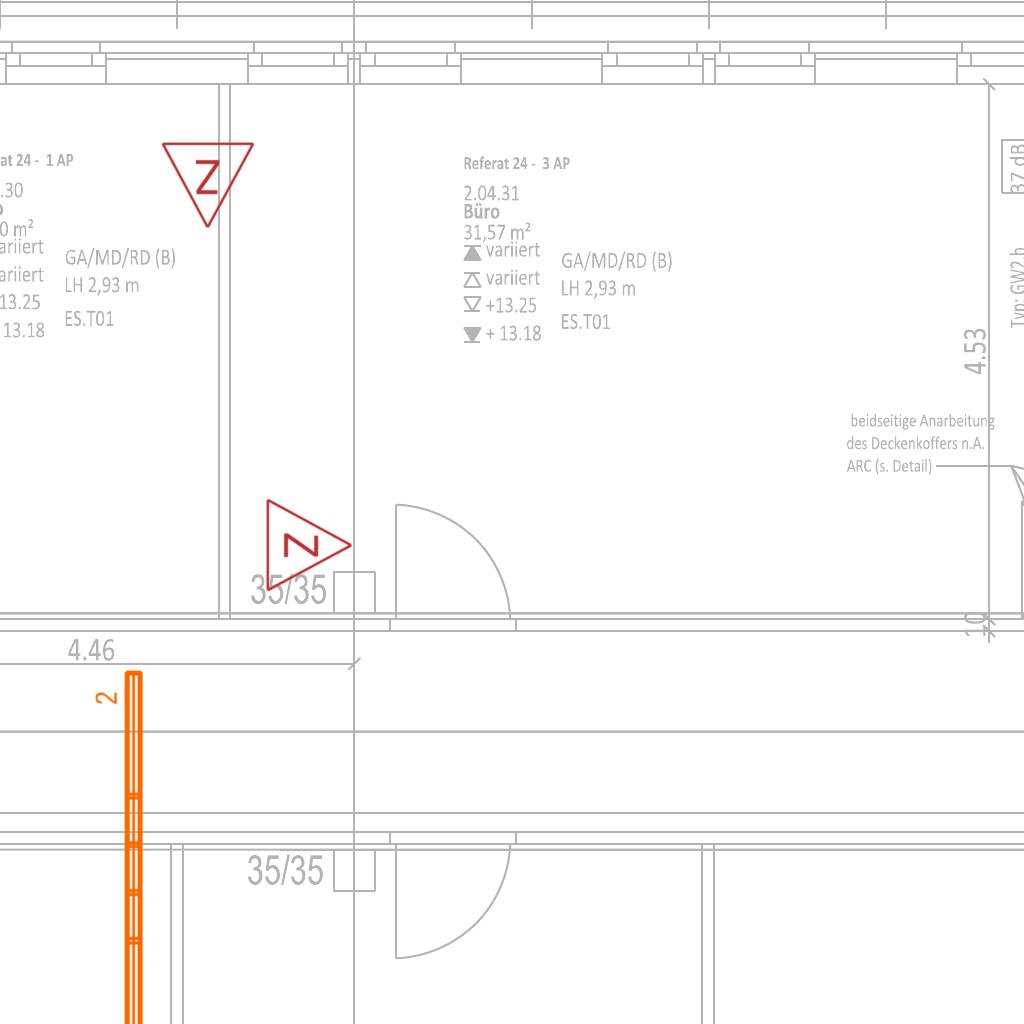 at 24 - 1 AP
.30
0 m²
ariiert
ariiert
13.25
13.18
GA/MD/RD (B)
LH 2,93 m
ES.T01
Z
Referat 24 - 3 AP
2.04.31
Büro
31,57 m²
variiert
variiert
+13.25
+ 13.18
GA/MD/RD (B)
LH 2,93 m
ES.T01
37 dB
Typ: GW2.b
4.53
beidseitige Anarbeitung
des Deckenkoffers n.A.
ARC (s. Detail)
Z
35/35
10
4.46
2
35/35